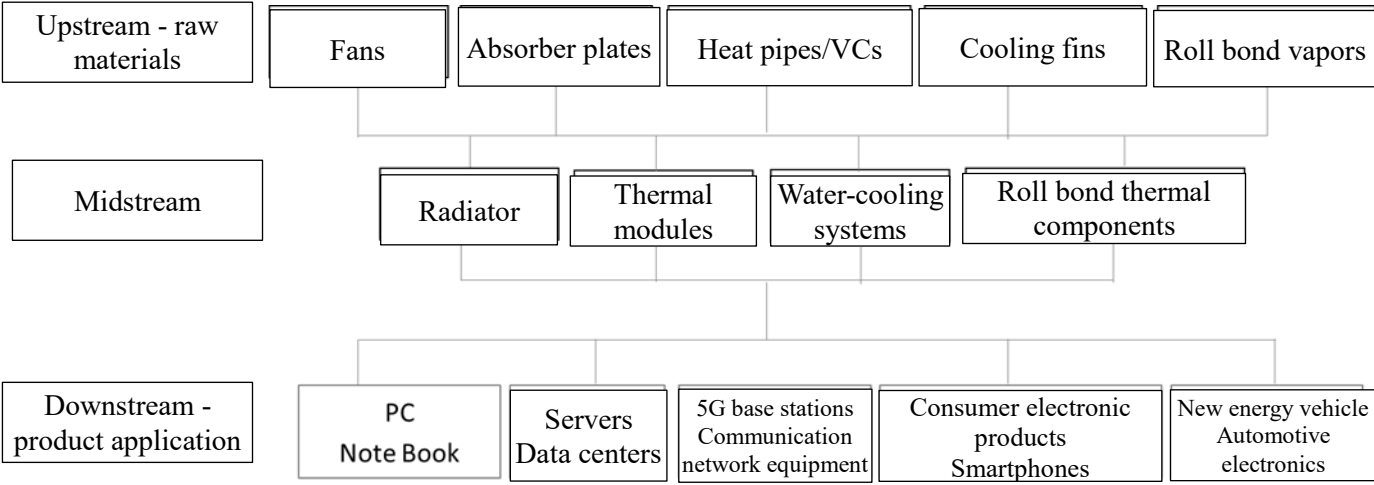 Upstream - raw
materials
Fans
Absorber plates
Heat pipes/VCs
Cooling fins
Roll bond vapors
Midstream
Radiator
Thermal
modules
Water-cooling
systems
Roll bond thermal
components
Downstream -
product application
PC
Note Book
Servers
Data centers
5G base stations
Communication
network equipment
Consumer electronic
products
Smartphones
New energy vehicle
Automotive
electronics